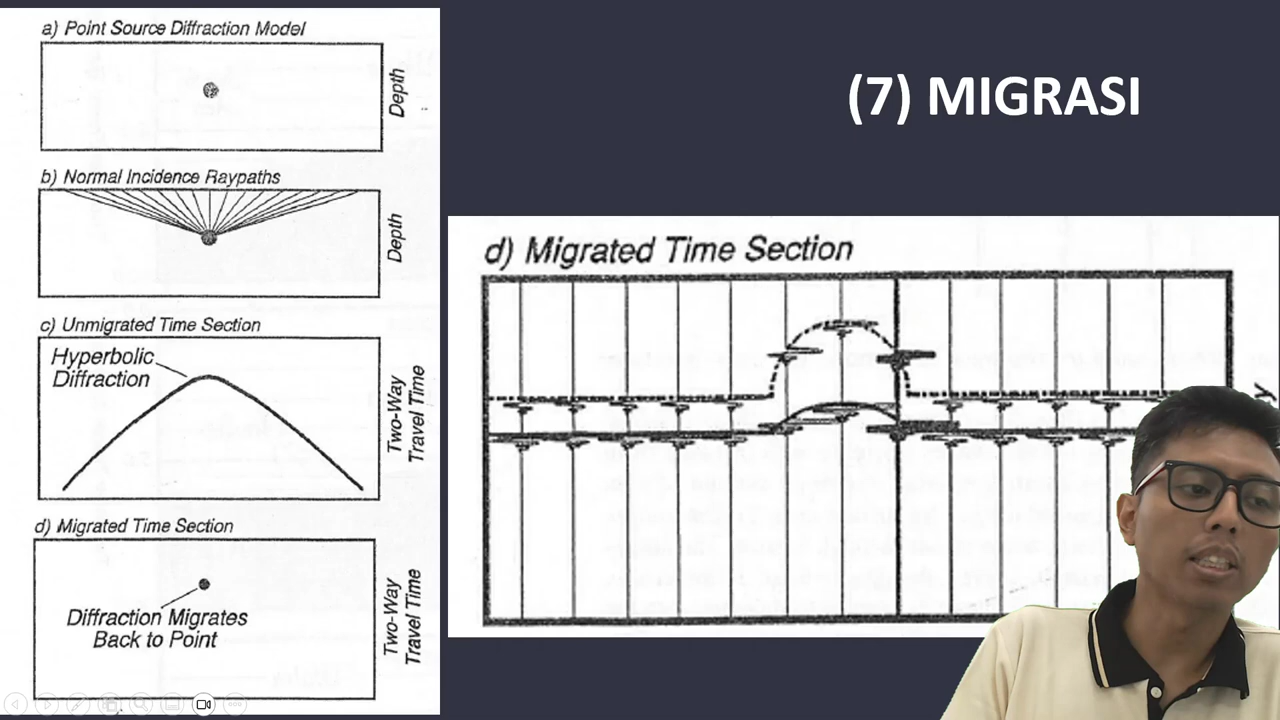 a) Point Source Diffraction Model
Depth
b) Normal Incidence Raypaths
Depth
c) Unmigrated Time Section
Hyperbolic
Diffraction
Two-Way
Travel Time
d) Migrated Time Section
Diffraction Migrates
Back to Point
Two-Way
Travel Time
(7) MIGRASI
d) Migrated Time Section